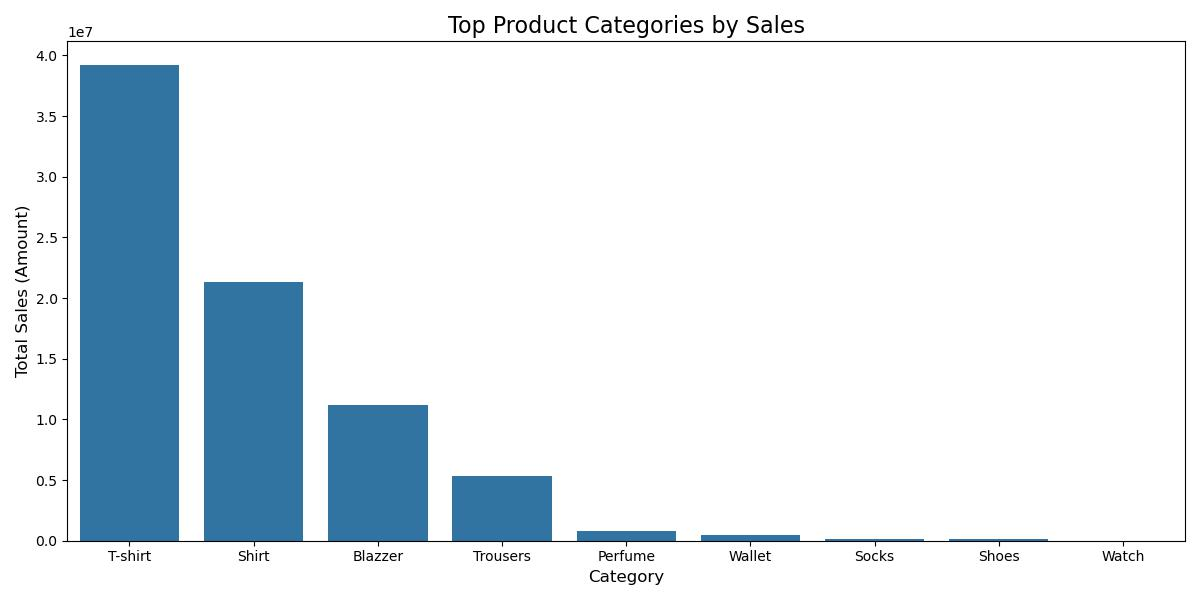 Top Product Categories by Sales
1e7
4.0
3.5
3.0
2.5
2.0
1.5
1.0
0.5
0.0
Total Sales (Amount)
T-shirt Shirt Blazzer Trousers Perfume Wallet Socks Shoes Watch
Category